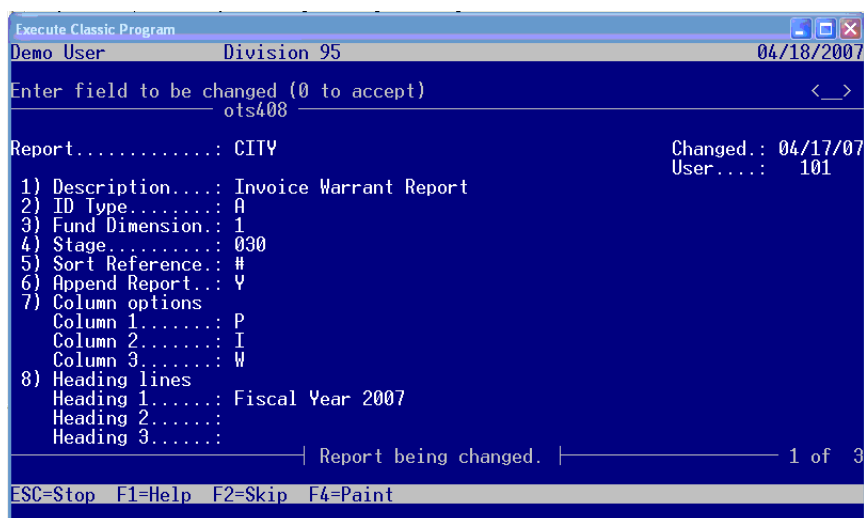 Execute Classic Program
Demo User Division 95 04/18/2007
Enter field to be changed (0 to accept) <__>
ots408
Report.............: CITY Changed.: 04/17/07
User....: 101
1) Description....: Invoice Warrant Report
2) ID Type........: A
3) Fund Dimension.: 1
4) Stage..........: 030
5) Sort Reference.: #
6) Append Report..: Y
7) Column options
Column 1.......: P
Column 2.......: I
Column 3.......: W
8) Heading lines
Heading 1......: Fiscal Year 2007
Heading 2......:
Heading 3......:
Report being changed. 1 of 3
ESC=Stop F1=Help F2=Skip F4=Paint